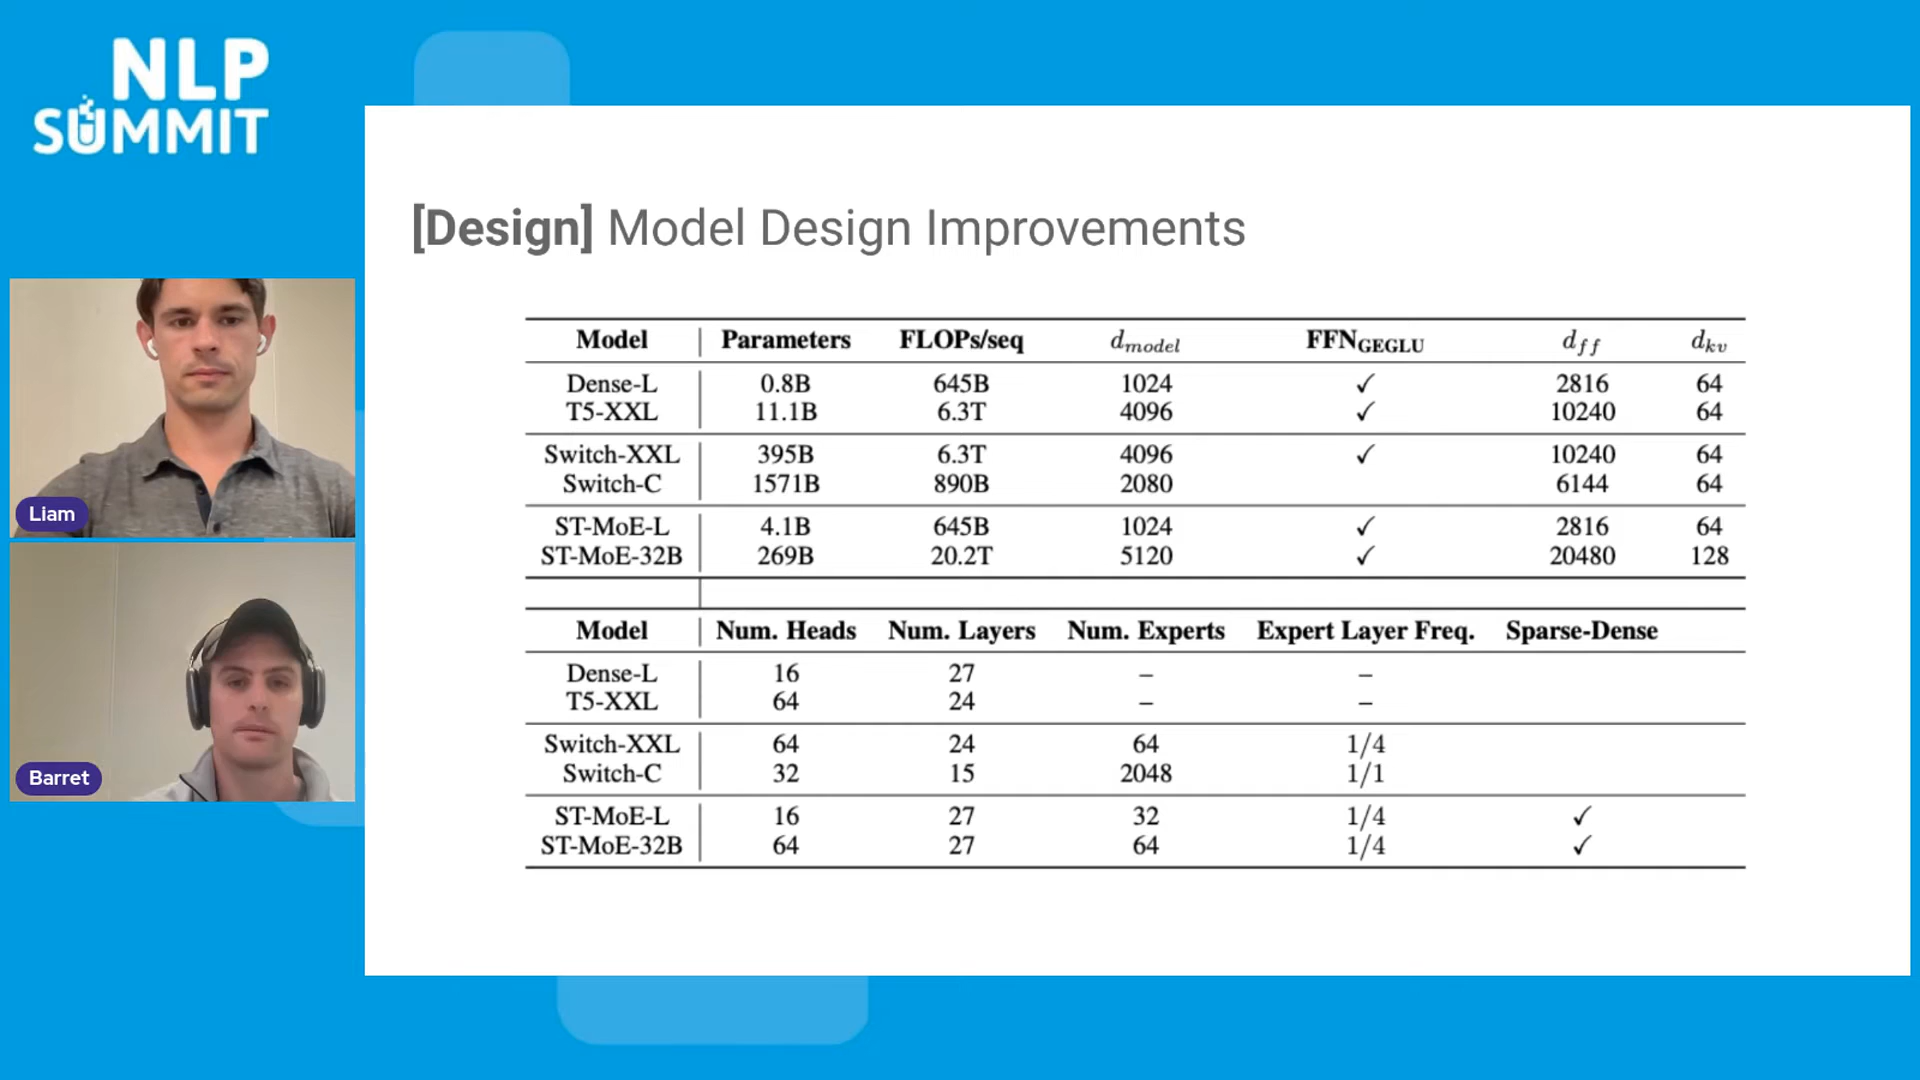 NLP
SUMMIT
[Design] Model Design Improvements
Model Parameters FLOPs/seq d_model FFN_GEGLU d_ff d_kv
Dense-L 0.8B 645B 1024 ✓ 2816 64
T5-XXL 11.1B 6.3T 4096 ✓ 10240 64
Switch-XXL 395B 6.3T 4096 ✓ 10240 64
Switch-C 1571B 890B 2080 6144 64
ST-MoE-L 4.1B 645B 1024 ✓ 2816 64
ST-MoE-32B 269B 20.2T 5120 ✓ 20480 128
Model Num. Heads Num. Layers Num. Experts Expert Layer Freq. Sparse-Dense
Dense-L 16 27 – –
T5-XXL 64 24 – –
Switch-XXL 64 24 64 1/4
Switch-C 32 15 2048 1/1
ST-MoE-L 16 27 32 1/4 ✓
ST-MoE-32B 64 27 64 1/4 ✓
Liam
Barret